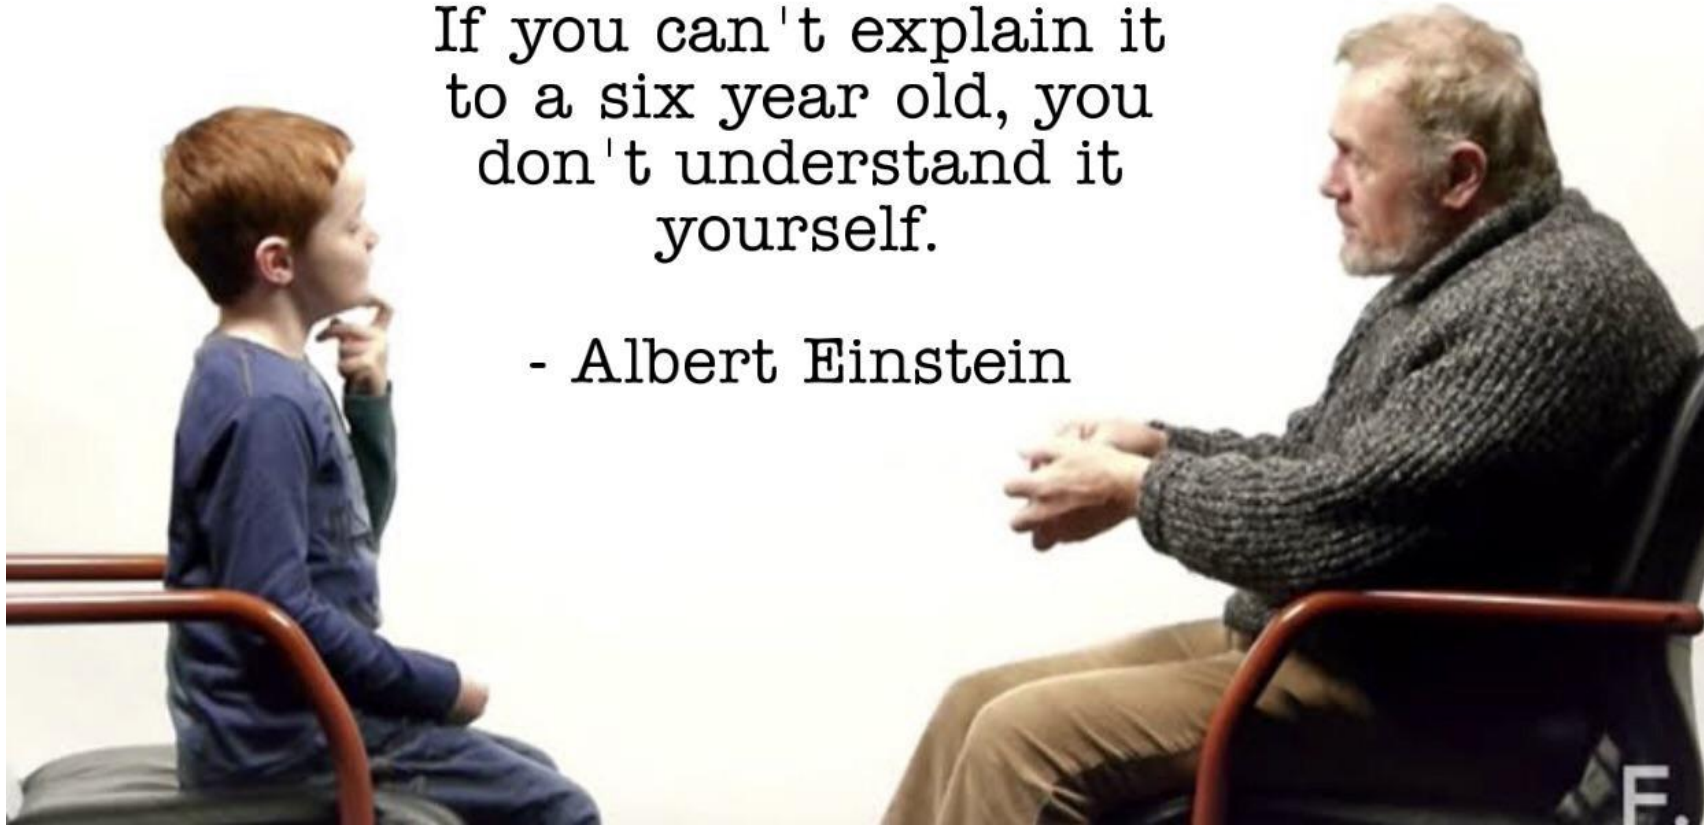 If you can't explain it
to a six year old, you
don't understand it
yourself.
- Albert Einstein
F.